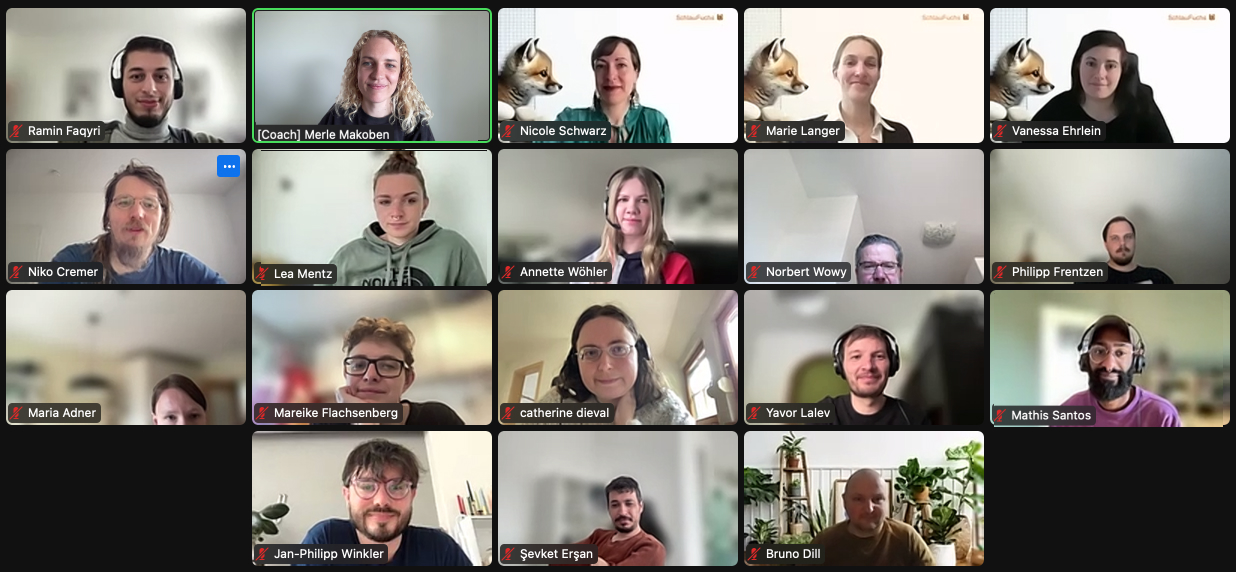 SchlauFuchs
SchlauFuchs
SchlauFuchs
Ramin Faqyri
[Coach] Merle Makoben
Nicole Schwarz
Marie Langer
Vanessa Ehrlein
Niko Cremer
Lea Mentz
Annette Wöhler
Norbert Wowy
Philipp Frentzen
Maria Adner
Mareike Flachsenberg
catherine dieval
Yavor Lalev
Mathis Santos
Jan-Philipp Winkler
Şevket Erşan
Bruno Dill